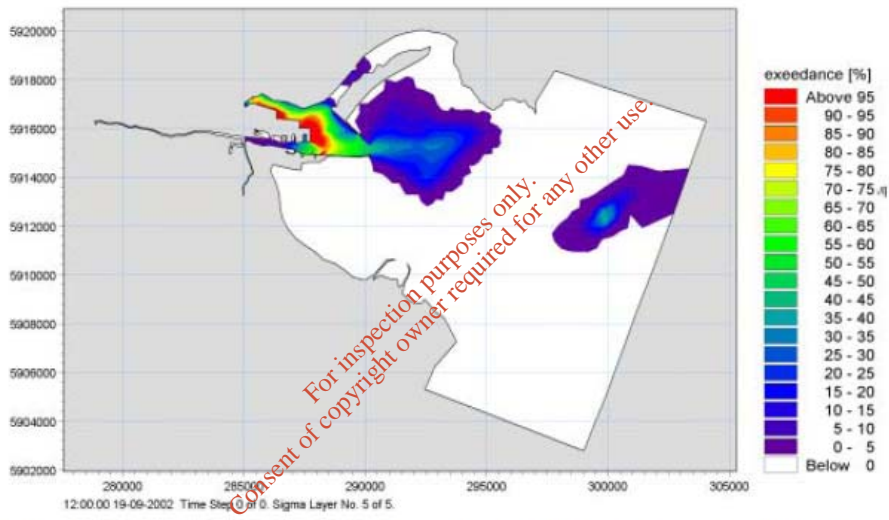 5920000
5918000
5916000
5914000
5912000
5910000
5908000
5906000
5904000
5902000
280000 285000 290000 295000 300000 305000
12:00:00 19-09-2002 Time Step 0 of 0. Sigma Layer No. 5 of 5.
exeedance [%]
Above 95
90 - 95
85 - 90
80 - 85
75 - 80
70 - 75
65 - 70
60 - 65
55 - 60
50 - 55
45 - 50
40 - 45
35 - 40
30 - 35
25 - 30
20 - 25
15 - 20
10 - 15
5 - 10
0 - 5
Below 0
For inspection purposes only.
Consent of copyright owner required for any other use.